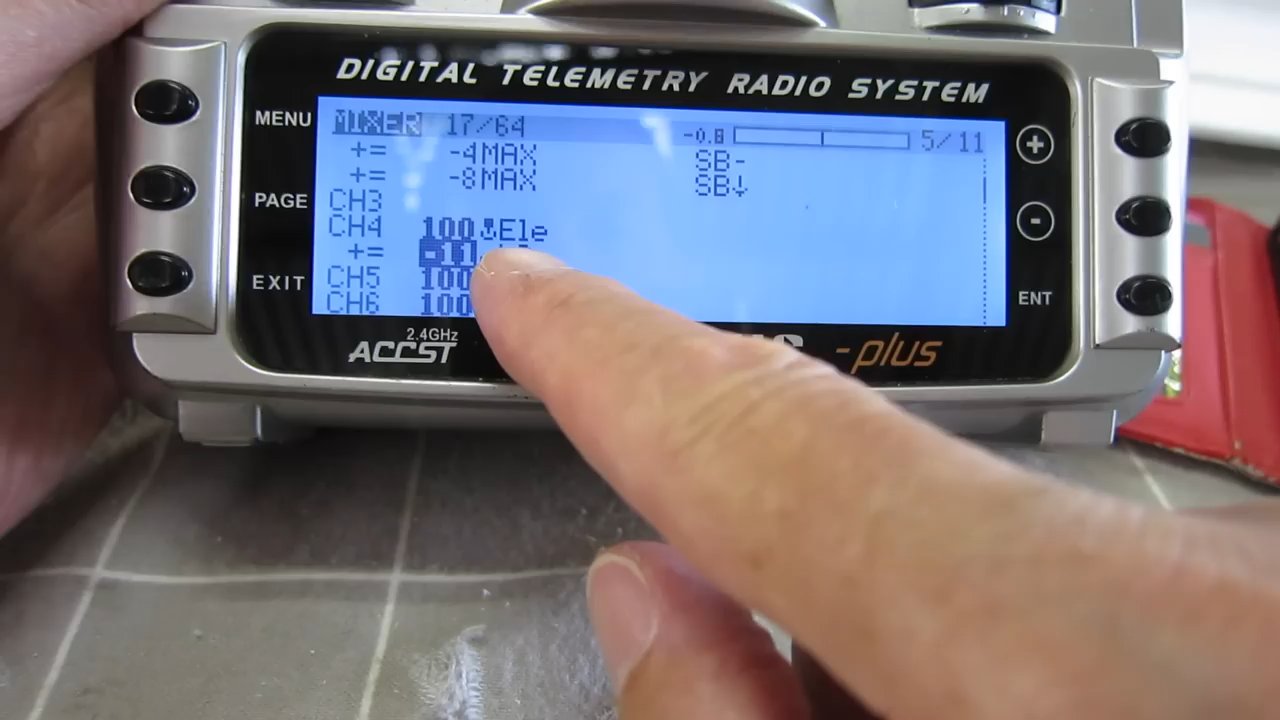 DIGITAL TELEMETRY RADIO SYSTEM
MENU
PAGE
EXIT
MIXER 17/64 -0.8 5/11
+= -4MAX SB-
+= -8MAX SB↓
CH3
CH4 100 Ele
+= -11
CH5 100
CH6 100
+
-
ENT
2.4GHz
ACCST
-plus